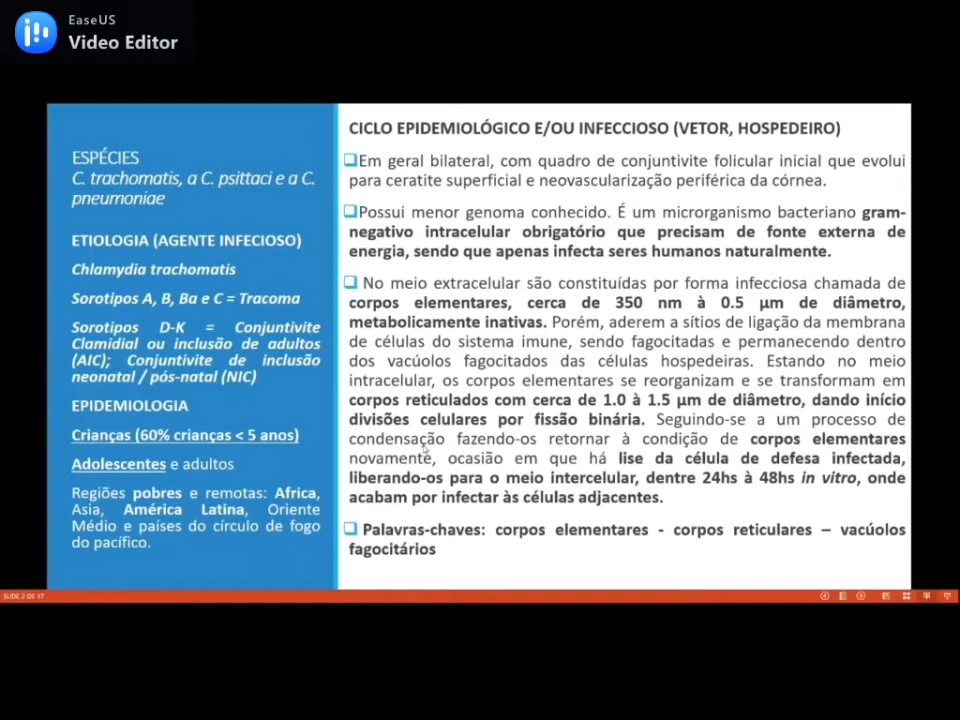 EaseUS
Video Editor
ESPÉCIES
C. trachomatis, a C. psittaci e a C.
pneumoniae
ETIOLOGIA (AGENTE INFECIOSO)
Chlamydia trachomatis
Sorotipos A, B, Ba e C = Tracoma
Sorotipos D-K = Conjuntivite
Clamidial ou inclusão de adultos
(AIC); Conjuntivite de inclusão
neonatal / pós-natal (NIC)
EPIDEMIOLOGIA
Crianças (60% crianças < 5 anos)
Adolescentes e adultos
Regiões pobres e remotas: Africa,
Asia, América Latina, Oriente
Médio e países do círculo de fogo
do pacífico.
CICLO EPIDEMIOLÓGICO E/OU INFECCIOSO (VETOR, HOSPEDEIRO)
Em geral bilateral, com quadro de conjuntivite folicular inicial que evolui
para ceratite superficial e neovascularização periférica da córnea.
Possui menor genoma conhecido. É um microrganismo bacteriano gram-
negativo intracelular obrigatório que precisam de fonte externa de
energia, sendo que apenas infecta seres humanos naturalmente.
No meio extracelular são constituídas por forma infecciosa chamada de
corpos elementares, cerca de 350 nm à 0.5 µm de diâmetro,
metabolicamente inativas. Porém, aderem a sítios de ligação da membrana
de células do sistema imune, sendo fagocitadas e permanecendo dentro
dos vacúolos fagocitados das células hospedeiras. Estando no meio
intracelular, os corpos elementares se reorganizam e se transformam em
corpos reticulados com cerca de 1.0 à 1.5 µm de diâmetro, dando início
divisões celulares por fissão binária. Seguindo-se a um processo de
condensação fazendo-os retornar à condição de corpos elementares
novamente, ocasião em que há lise da célula de defesa infectada,
liberando-os para o meio intercelular, dentre 24hs à 48hs in vitro, onde
acabam por infectar às células adjacentes.
Palavras-chaves: corpos elementares - corpos reticulares – vacúolos
fagocitários
SLIDE 2 DE 17